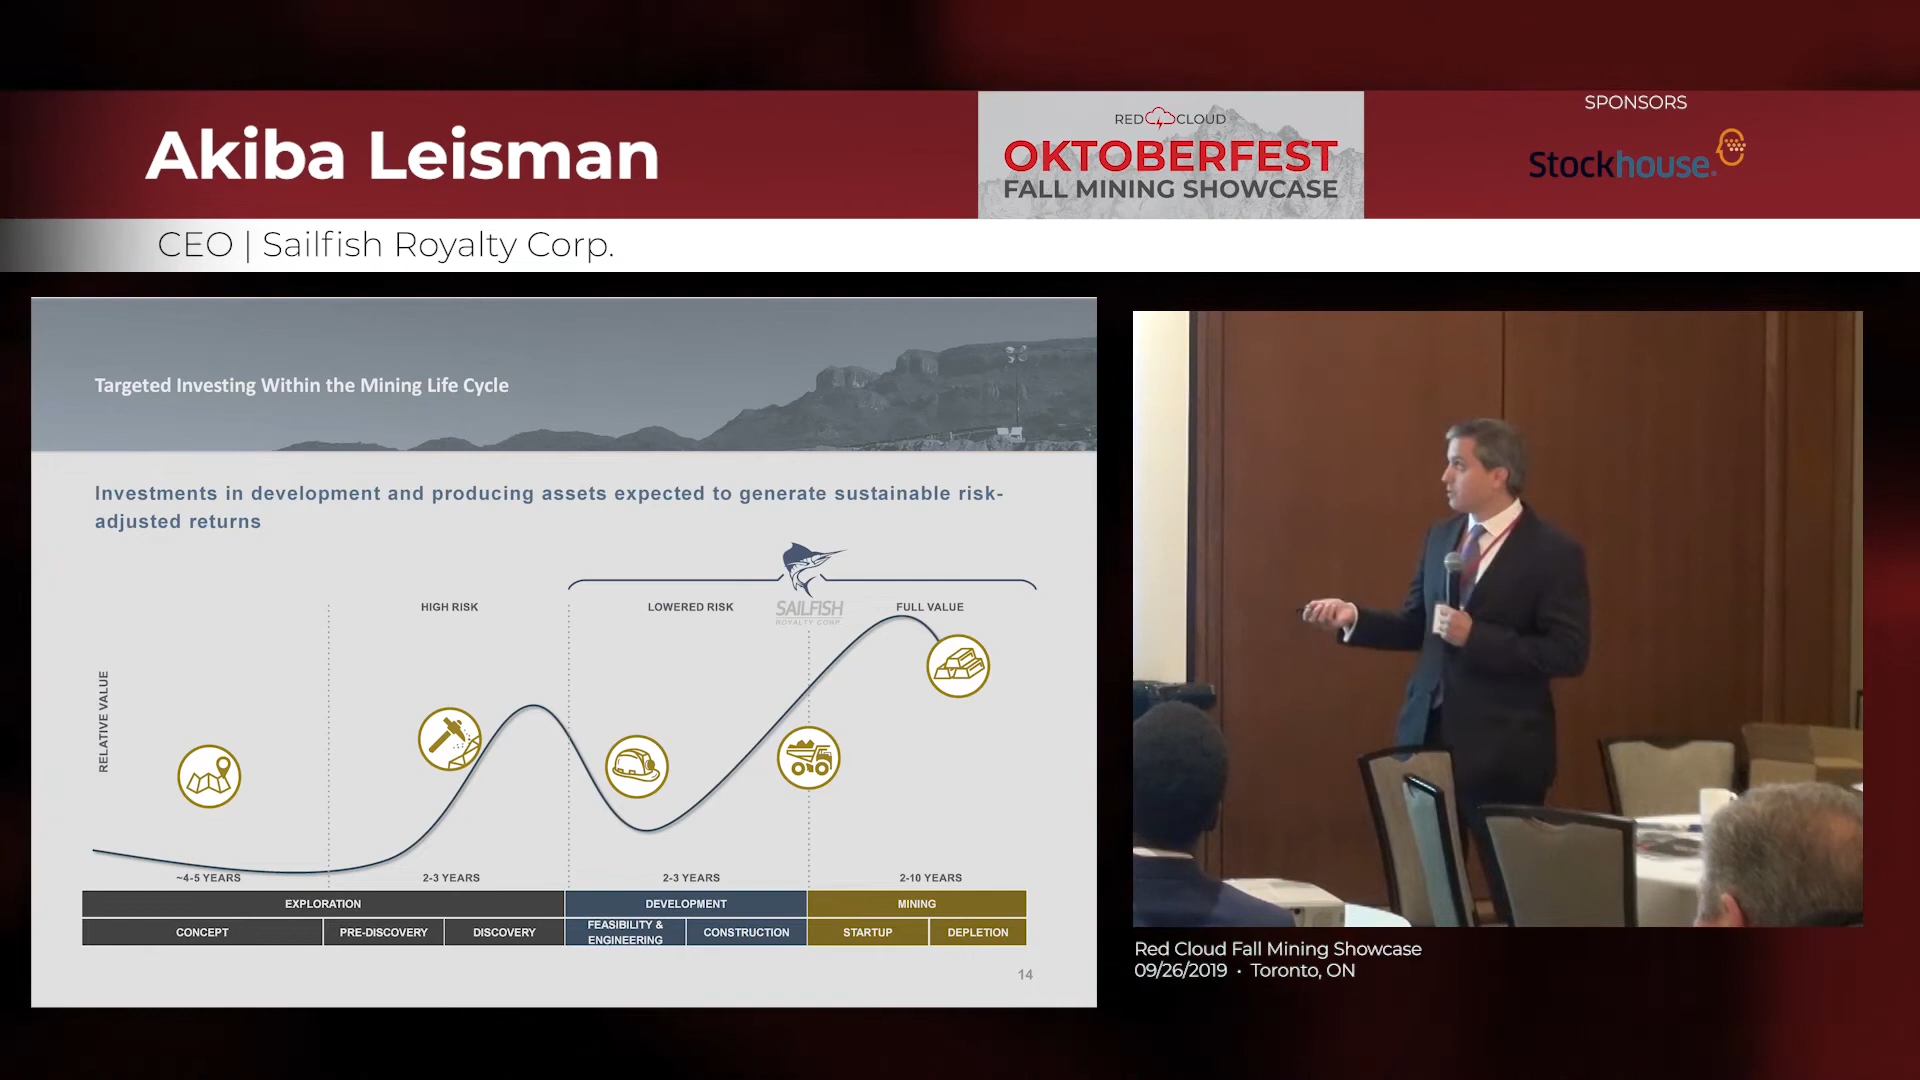 Akiba Leisman
CEO | Sailfish Royalty Corp.
RED CLOUD
OKTOBERFEST
FALL MINING SHOWCASE
SPONSORS
Stockhouse
Targeted Investing Within the Mining Life Cycle
Investments in development and producing assets expected to generate sustainable risk-
adjusted returns
HIGH RISK
LOWERED RISK
SAILFISH
ROYALTY CORP
FULL VALUE
RELATIVE VALUE
~4-5 YEARS
2-3 YEARS
2-3 YEARS
2-10 YEARS
EXPLORATION
DEVELOPMENT
MINING
CONCEPT
PRE-DISCOVERY
DISCOVERY
FEASIBILITY &
ENGINEERING
CONSTRUCTION
STARTUP
DEPLETION
14
Red Cloud Fall Mining Showcase
09/26/2019 • Toronto, ON